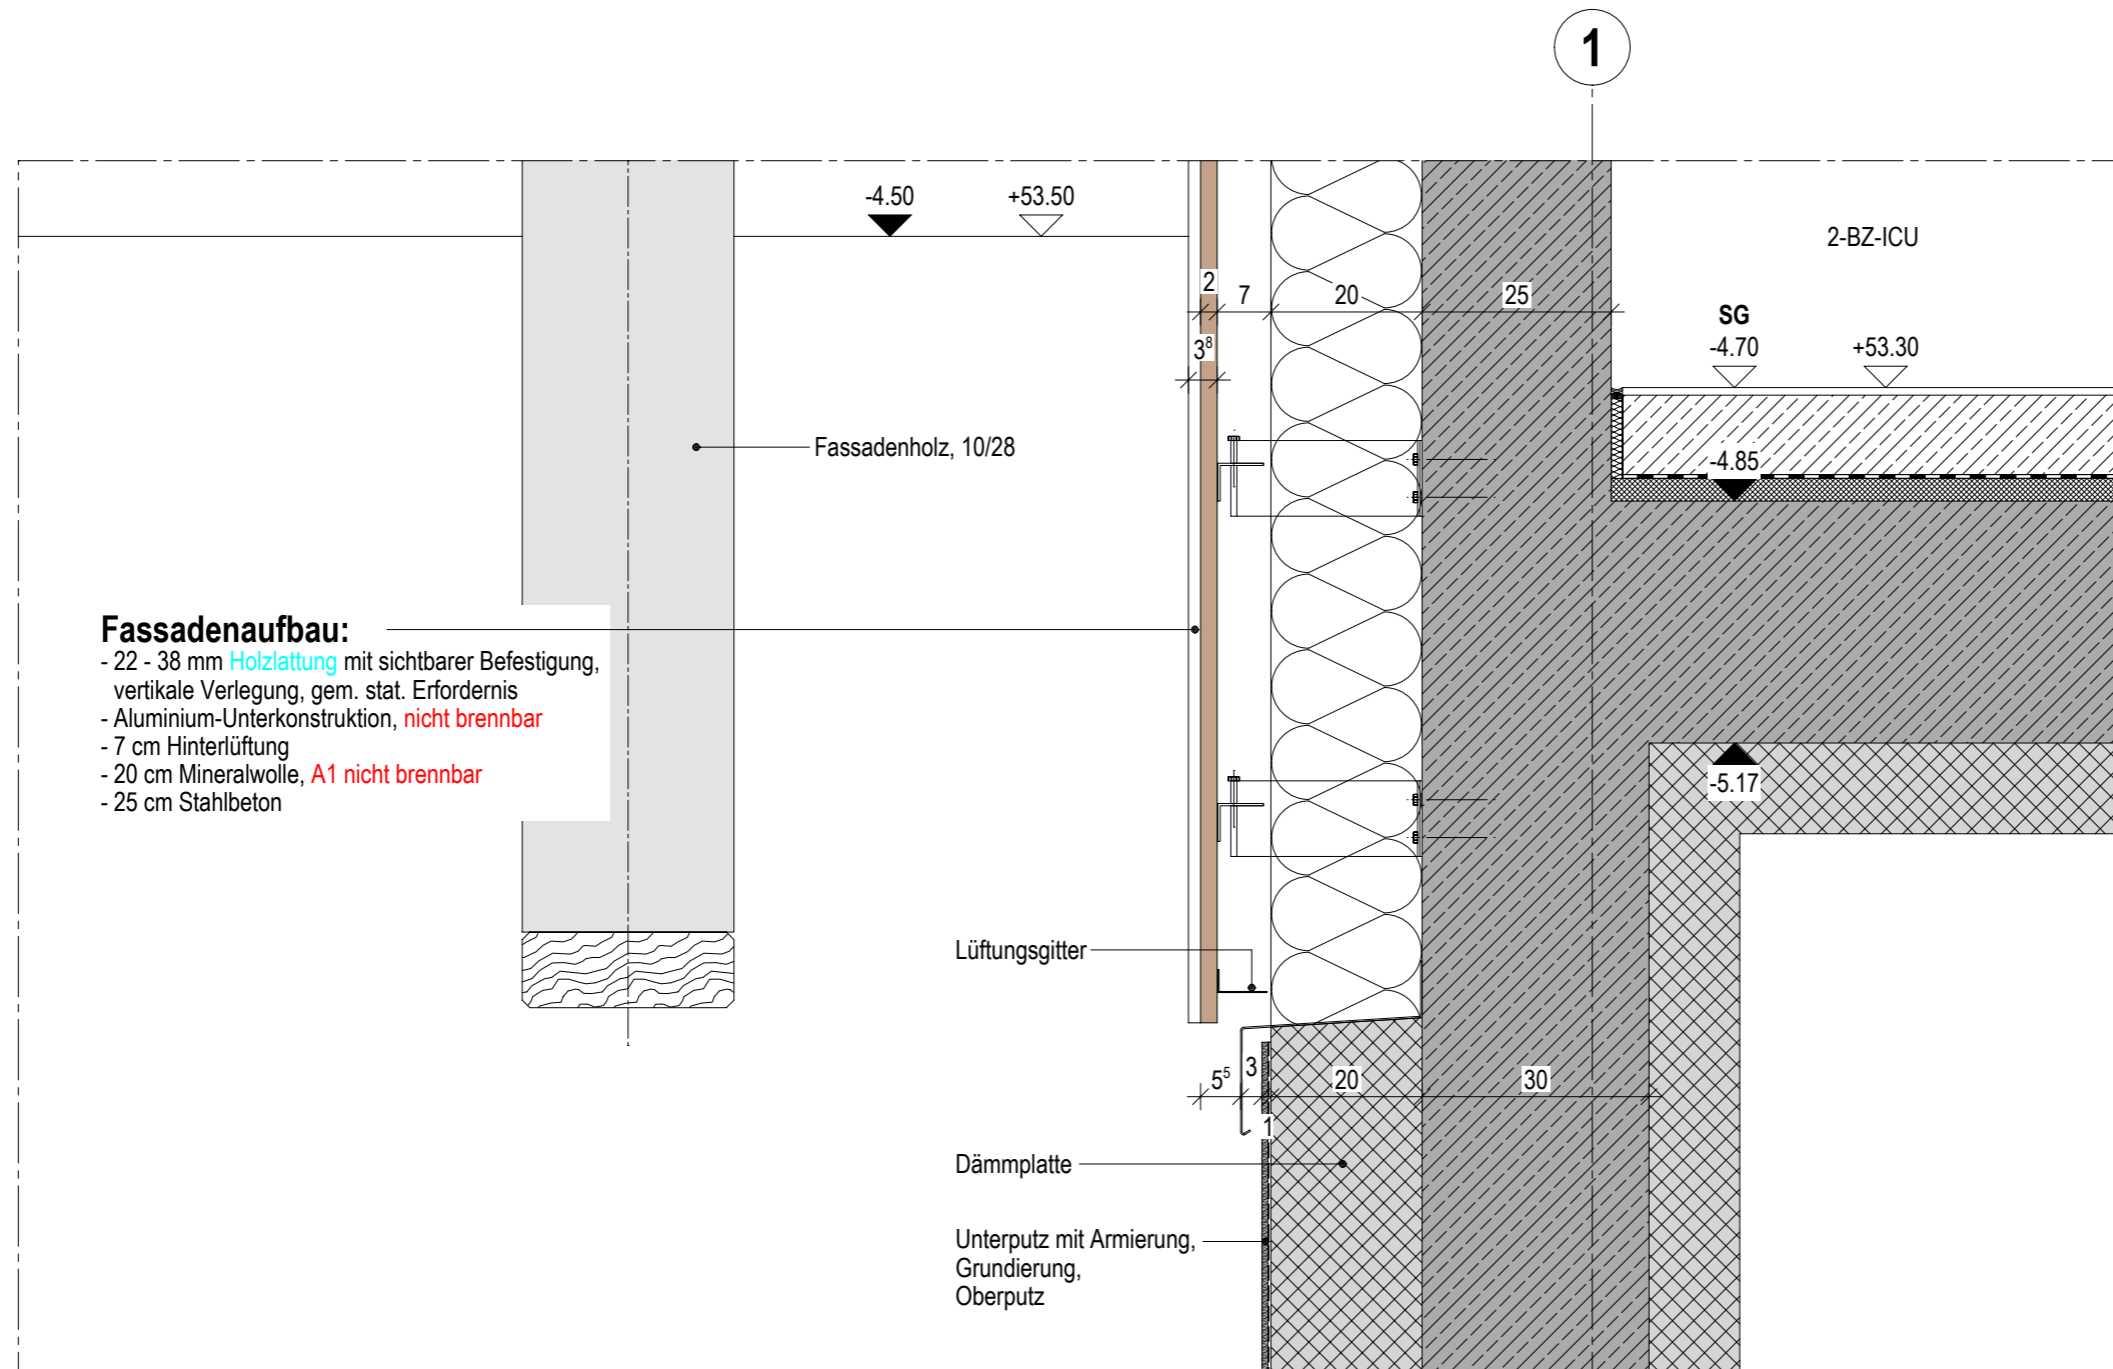 1
-4.50
+53.50
2-BZ-ICU
2
7
20
25
SG
3⁸
-4.70
+53.30
Fassadenholz, 10/28
-4.85
Fassadenaufbau:
- 22 - 38 mm Holzlattung mit sichtbarer Befestigung,
vertikale Verlegung, gem. stat. Erfordernis
- Aluminium-Unterkonstruktion, nicht brennbar
- 7 cm Hinterlüftung
- 20 cm Mineralwolle, A1 nicht brennbar
- 25 cm Stahlbeton
-5.17
Lüftungsgitter
5⁵
3
20
30
1
Dämmplatte
Unterputz mit Armierung,
Grundierung,
Oberputz